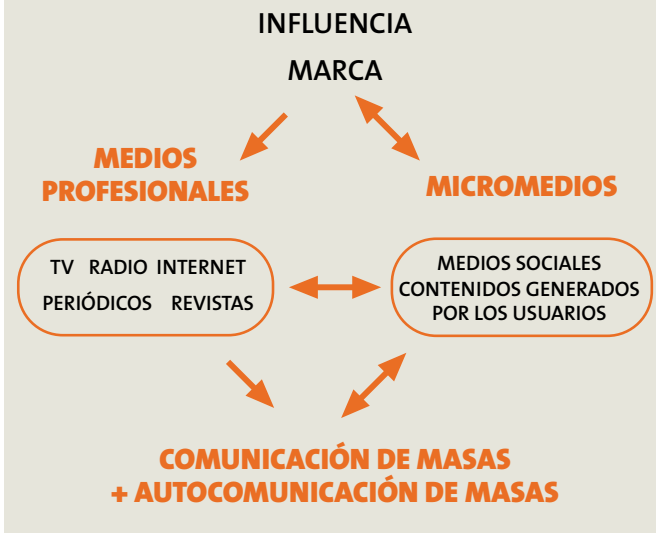 INFLUENCIA
MARCA
MEDIOS
PROFESIONALES
MICROMEDIOS
TV RADIO INTERNET
PERIÓDICOS REVISTAS
MEDIOS SOCIALES
CONTENIDOS GENERADOS
POR LOS USUARIOS
COMUNICACIÓN DE MASAS
+ AUTOCOMUNICACIÓN DE MASAS